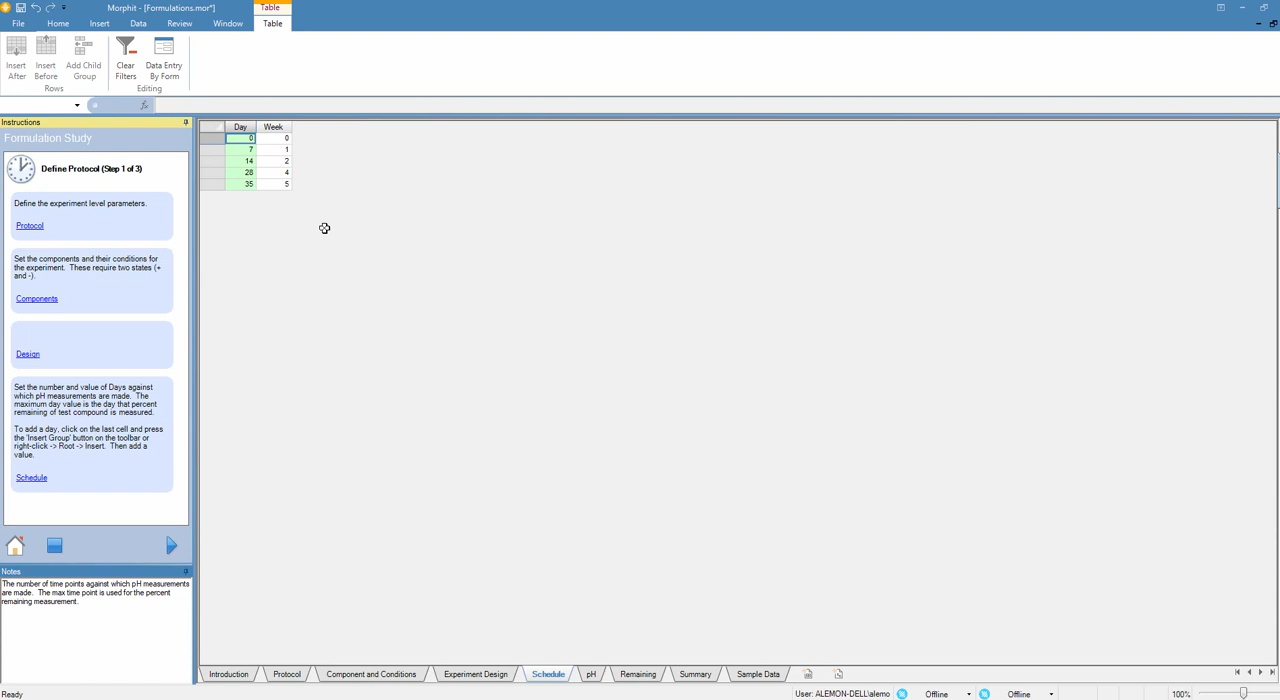 Morphit - [Formulations.mor*]
Table
File Home Insert Data Review Window Table
Insert After
Insert Before
Add Child Group
Clear Filters
Data Entry By Form
Rows
Editing
fx
Instructions
Formulation Study
Define Protocol (Step 1 of 3)
Define the experiment level parameters.
Protocol
Set the components and their conditions for
the experiment. These require two states (+
and -).
Components
Design
Set the number and value of Days against
which pH measurements are made. The
maximum day value is the day that percent
remaining of test compound is measured.
To add a day, click on the last cell and press
the 'Insert Group' button on the toolbar or
right-click -> Root -> Insert. Then add a
value.
Schedule
Notes
The number of time points against which pH measurements
are made. The max time point is used for the percent
remaining measurement.
Day Week
0 0
7 1
14 2
28 4
35 5
Introduction Protocol Component and Conditions Experiment Design Schedule pH Remaining Summary Sample Data
Ready
User: ALEMON-DELL\alemo Offline Offline 100%